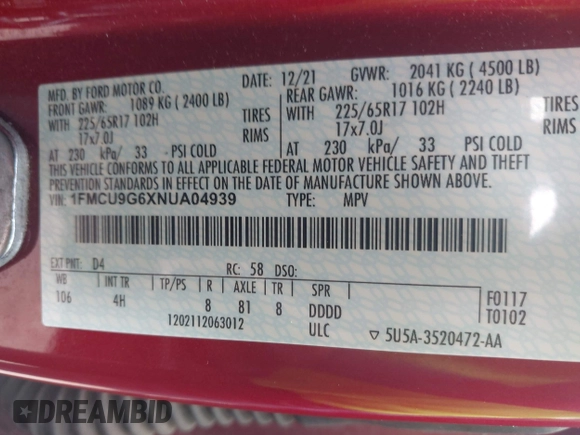 MFD. BY FORD MOTOR CO.
DATE: 12/21 GVWR: 2041 KG ( 4500 LB)
FRONT GAWR: 1089 KG ( 2400 LB) REAR GAWR: 1016 KG ( 2240 LB)
WITH 225/65R17 102H TIRES WITH 225/65R17 102H TIRES
17x7.0J RIMS 17x7.0J RIMS
AT 230 kPa/ 33 PSI COLD AT 230 kPa/ 33 PSI COLD
THIS VEHICLE CONFORMS TO ALL APPLICABLE FEDERAL MOTOR VEHICLE SAFETY AND THEFT
PREVENTION STANDARDS IN EFFECT ON THE DATE OF MANUFACTURE SHOWN ABOVE.
VIN: 1FMCU9G6XNUA04939 TYPE: MPV
EXT PNT: D4 RC: 58 DSO:
WB INT TR TP/PS R AXLE TR SPR
106 4H 8 81 8 DDDD F0117
1202112063012 ULC T0102
▽ 5U5A-3520472-AA
DREAMBID